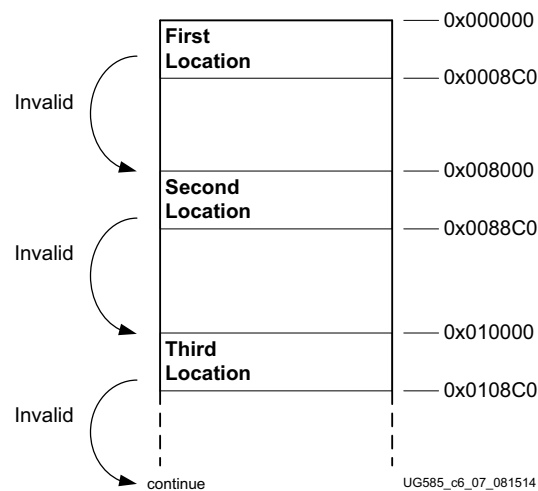 First
Location
0x000000
0x0008C0
Invalid
0x008000
Second
Location
0x0088C0
Invalid
0x010000
Third
Location
0x0108C0
Invalid
continue
UG585_c6_07_081514